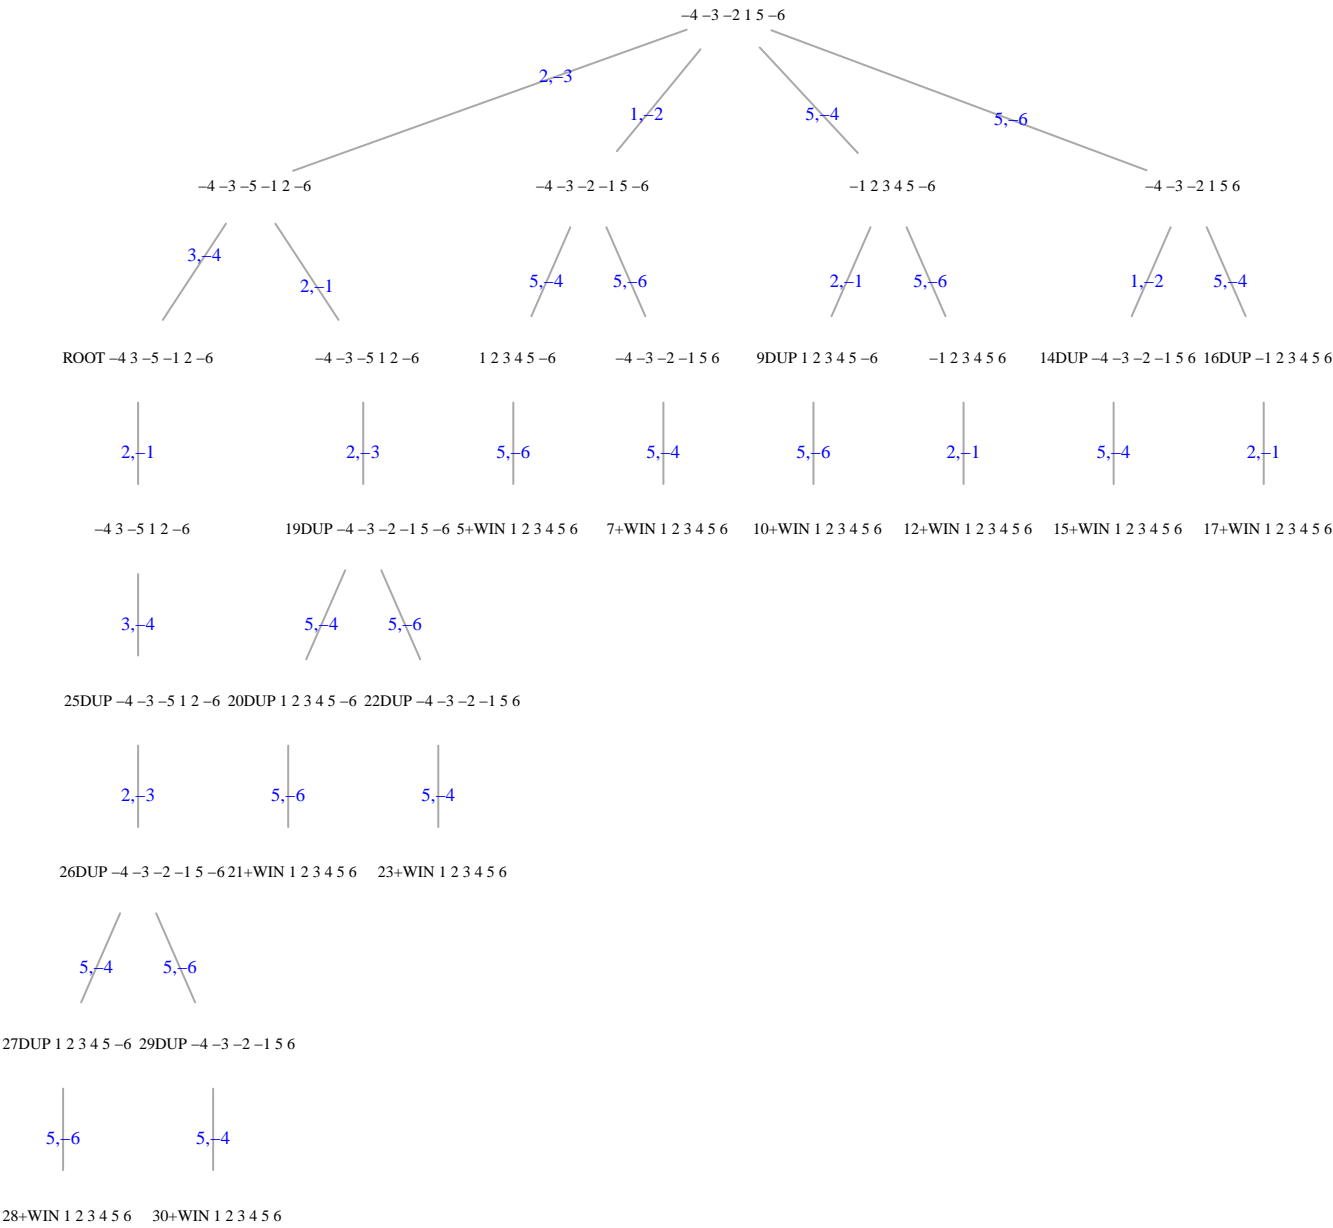 −4 −3 −2 1 5 −6
2,−3
1,−2
5,−4
5,−6
−4 −3 −5 −1 2 −6
−4 −3 −2 −1 5 −6
−1 2 3 4 5 −6
−4 −3 −2 1 5 6
3,−4
2,−1
5,−4
5,−6
2,−1
5,−6
1,−2
5,−4
ROOT −4 3 −5 −1 2 −6
−4 −3 −5 1 2 −6
1 2 3 4 5 −6
−4 −3 −2 −1 5 6
9DUP 1 2 3 4 5 −6
−1 2 3 4 5 6
14DUP −4 −3 −2 −1 5 6
16DUP −1 2 3 4 5 6
2,−1
2,−3
5,−6
5,−4
5,−6
2,−1
5,−4
2,−1
−4 3 −5 1 2 −6
19DUP −4 −3 −2 −1 5 −6
5+WIN 1 2 3 4 5 6
7+WIN 1 2 3 4 5 6
10+WIN 1 2 3 4 5 6
12+WIN 1 2 3 4 5 6
15+WIN 1 2 3 4 5 6
17+WIN 1 2 3 4 5 6
3,−4
5,−4
5,−6
25DUP −4 −3 −5 1 2 −6
20DUP 1 2 3 4 5 −6
22DUP −4 −3 −2 −1 5 6
2,−3
5,−6
5,−4
26DUP −4 −3 −2 −1 5 −6
21+WIN 1 2 3 4 5 6
23+WIN 1 2 3 4 5 6
5,−4
5,−6
27DUP 1 2 3 4 5 −6
29DUP −4 −3 −2 −1 5 6
5,−6
5,−4
28+WIN 1 2 3 4 5 6
30+WIN 1 2 3 4 5 6